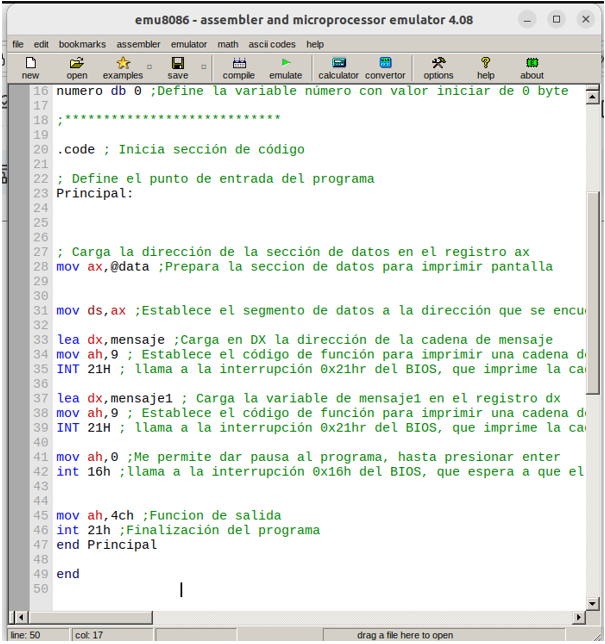 emu8086 - assembler and microprocessor emulator 4.08
file edit bookmarks assembler emulator math ascii codes help
new open examples save compile emulate calculator convertor options help about
16 numero db 0 ;Define la variable número con valor iniciar de 0 byte
17
18 ;****************************
19
20 .code ; Inicia sección de código
21
22 ; Define el punto de entrada del programa
23 Principal:
24
25
26
27 ; Carga la dirección de la sección de datos en el registro ax
28 mov ax,@data ;Prepara la seccion de datos para imprimir pantalla
29
30
31 mov ds,ax ;Establece el segmento de datos a la dirección que se encue
32
33 lea dx,mensaje ;Carga en DX la dirección de la cadena de mensaje
34 mov ah,9 ; Establece el código de función para imprimir una cadena d
35 INT 21H ; llama a la interrupción 0x21hr del BIOS, que imprime la ca
36
37 lea dx,mensaje1 ; Carga la variable de mensaje1 en el registro dx
38 mov ah,9 ; Establece el código de función para imprimir una cadena d
39 INT 21H ; llama a la interrupción 0x21hr del BIOS, que imprime la ca
40
41 mov ah,0 ;Me permite dar pausa al programa, hasta presionar enter
42 int 16h ;llama a la interrupción 0x16h del BIOS, que espera a que el
43
44
45 mov ah,4ch ;Funcion de salida
46 int 21h ;Finalización del programa
47 end Principal
48
49 end
50
line: 50 col: 17 drag a file here to open